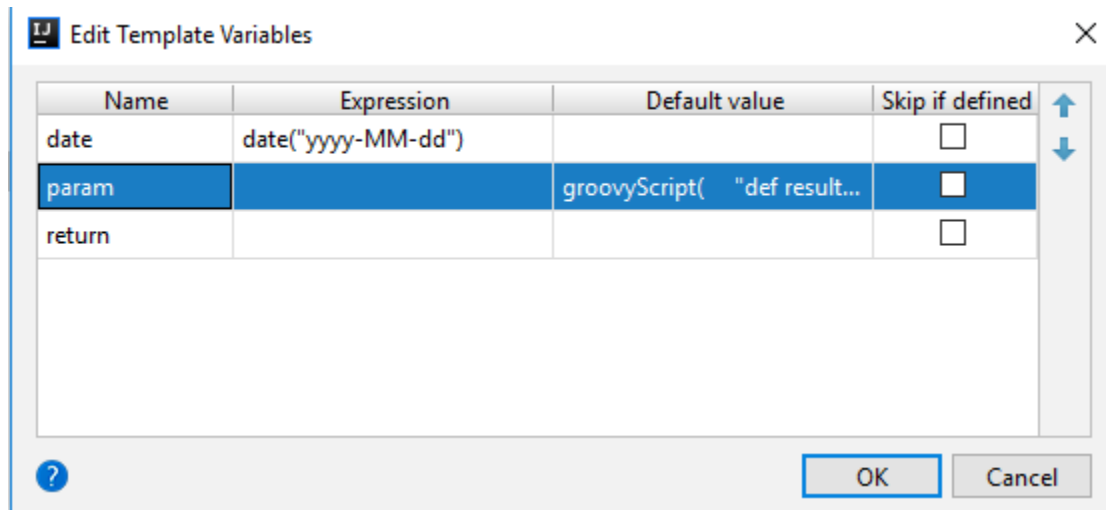 IJ Edit Template Variables
Name Expression Default value Skip if defined
date date("yyyy-MM-dd")
param groovyScript( "def result...
return
? OK Cancel